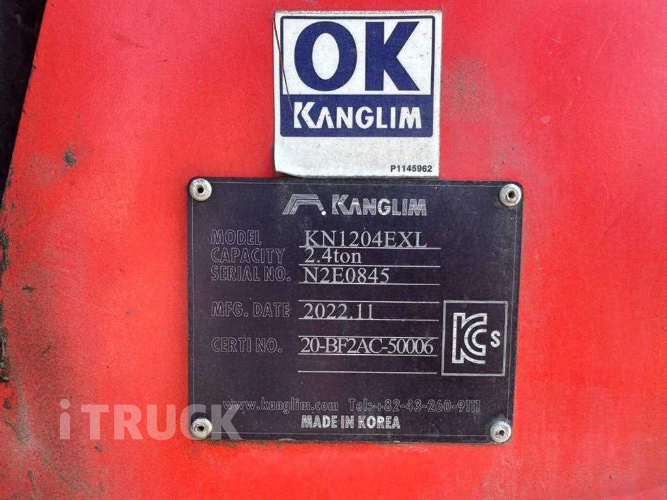 OK
KANGLIM
P1145962
KANGLIM
MODEL KN1204EXL
CAPACITY 2.4ton
SERIAL NO. N2E0845
MFG. DATE 2022.11
CERTI NO. 20-BF2AC-50006
KCs
www.kanglim.com Tel:+82-43-260-9111
MADE IN KOREA
iTRUCK